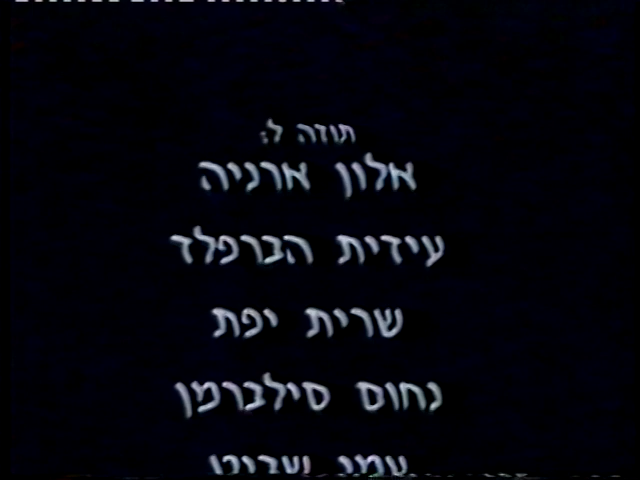 תודה ל:
אלון ארניה
עידית הברפלד
שרית יפת
נחום סילברמן